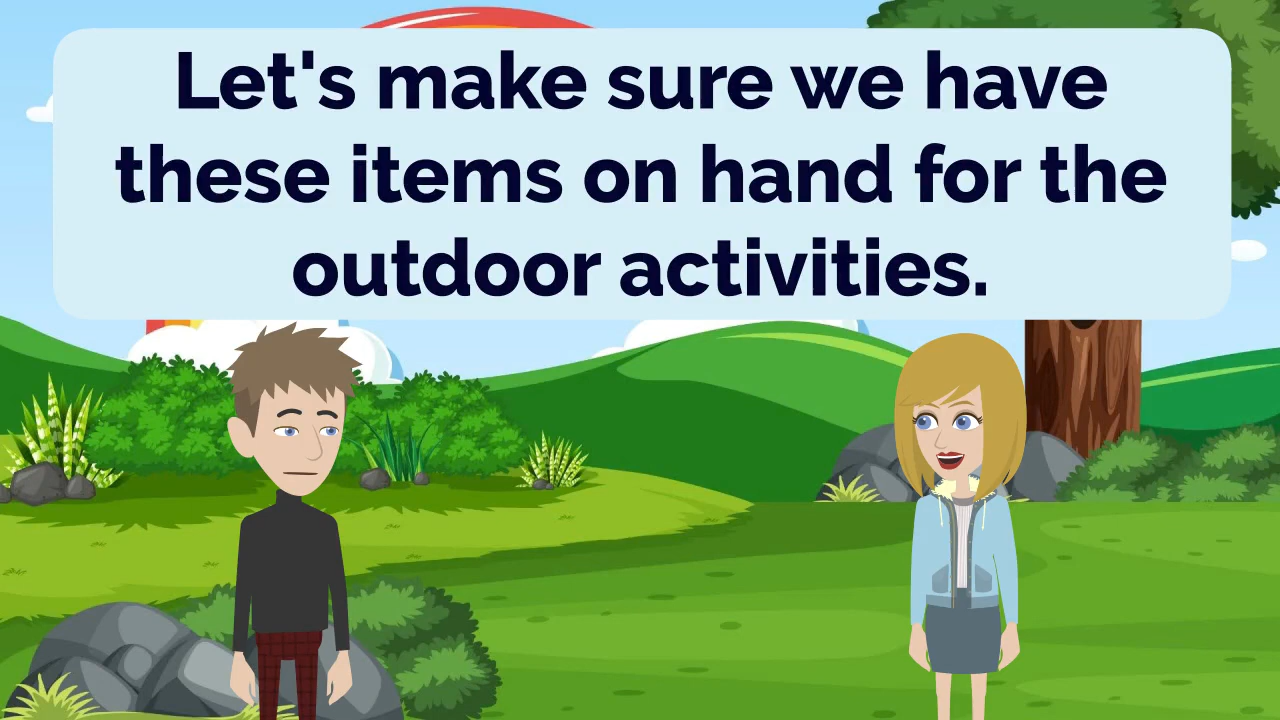 Let's make sure we have
these items on hand for the
outdoor activities.